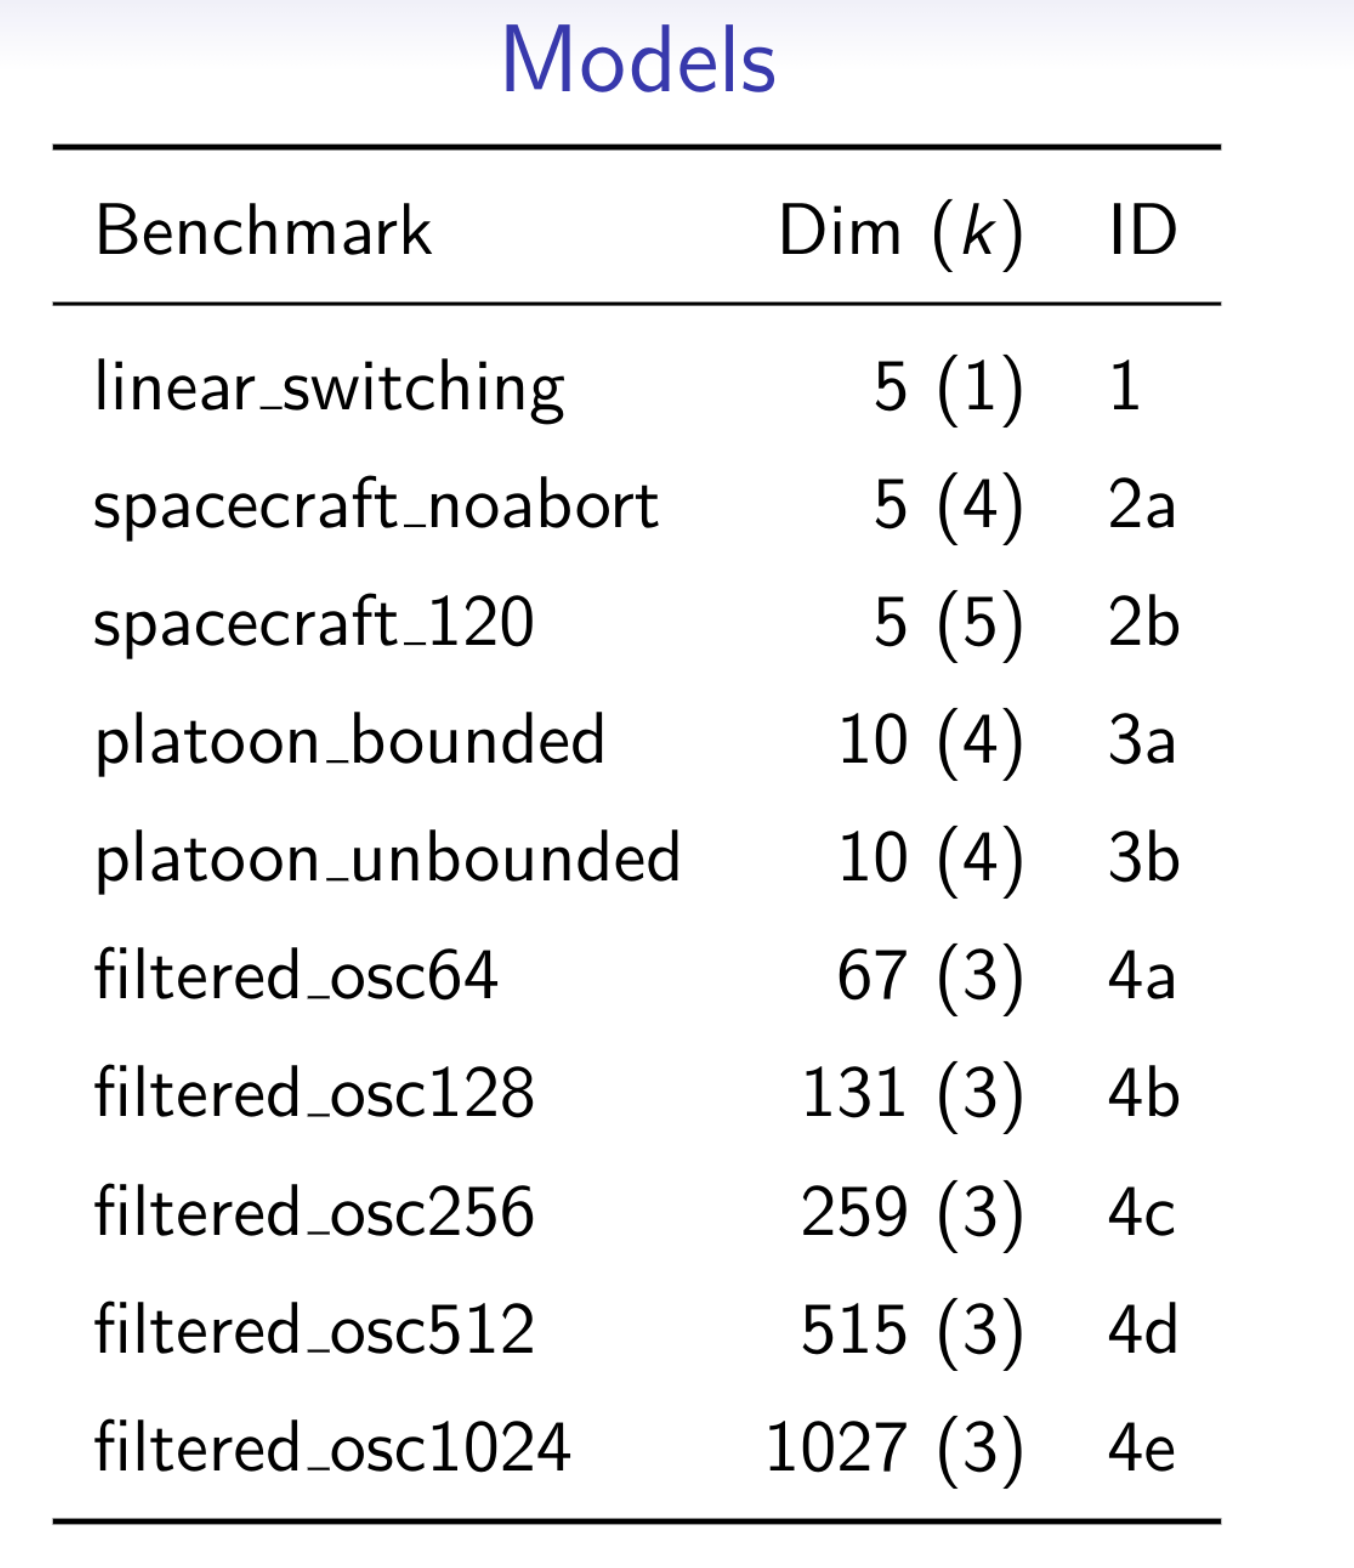 Models
Benchmark Dim (k) ID
linear_switching 5 (1) 1
spacecraft_noabort 5 (4) 2a
spacecraft_120 5 (5) 2b
platoon_bounded 10 (4) 3a
platoon_unbounded 10 (4) 3b
filtered_osc64 67 (3) 4a
filtered_osc128 131 (3) 4b
filtered_osc256 259 (3) 4c
filtered_osc512 515 (3) 4d
filtered_osc1024 1027 (3) 4e